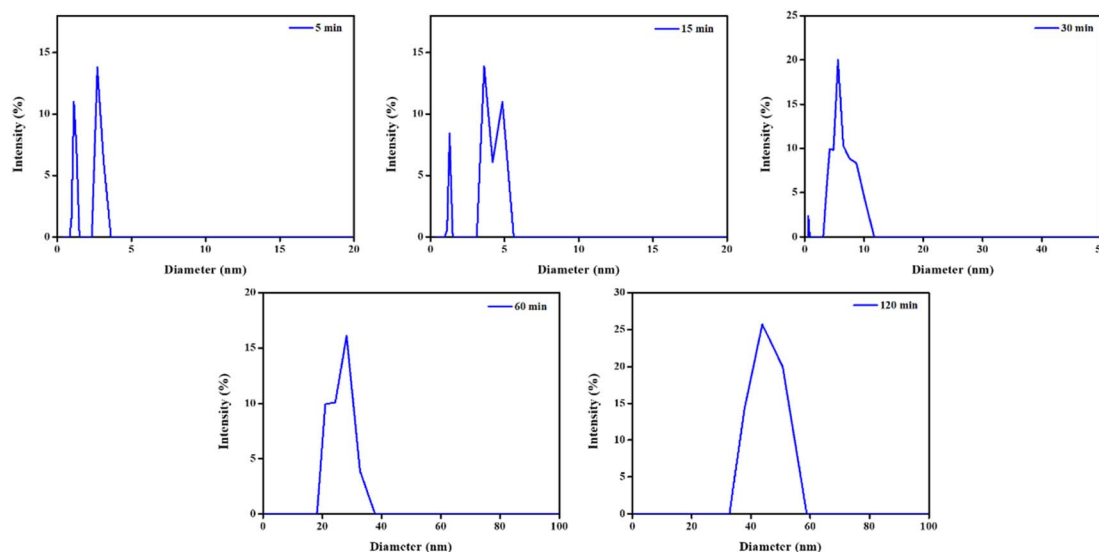 5 min
15
10
5
0
Intensity (%)
0 5 10 15 20
Diameter (nm)
15 min
15
10
5
0
Intensity (%)
0 5 10 15 20
Diameter (nm)
30 min
25
20
15
10
5
0
Intensity (%)
0 10 20 30 40 50
Diameter (nm)
60 min
20
15
10
5
0
Intensity (%)
0 20 40 60 80 100
Diameter (nm)
120 min
30
25
20
15
10
5
0
Intensity (%)
0 20 40 60 80 100
Diameter (nm)